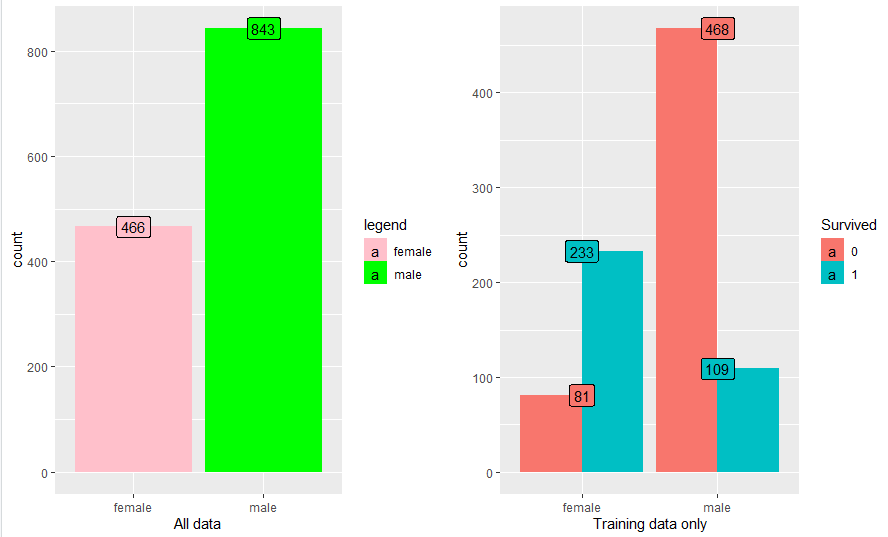 count
800
600
400
200
0
843
466
female
male
All data
legend
a female
a male
count
400
300
200
100
0
468
233
109
81
female
male
Training data only
Survived
a 0
a 1